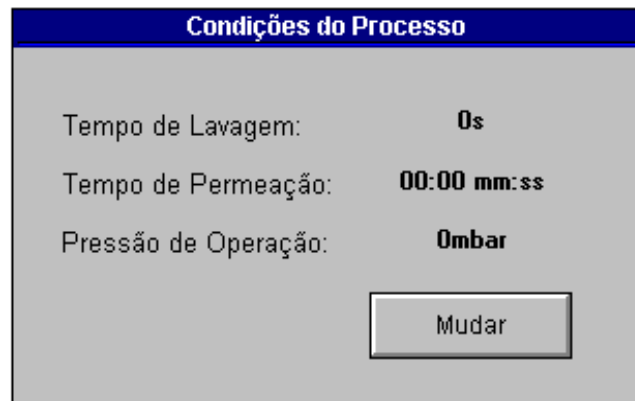 Condições do Processo
Tempo de Lavagem: 0s
Tempo de Permeação: 00:00 mm:ss
Pressão de Operação: 0mbar
Mudar